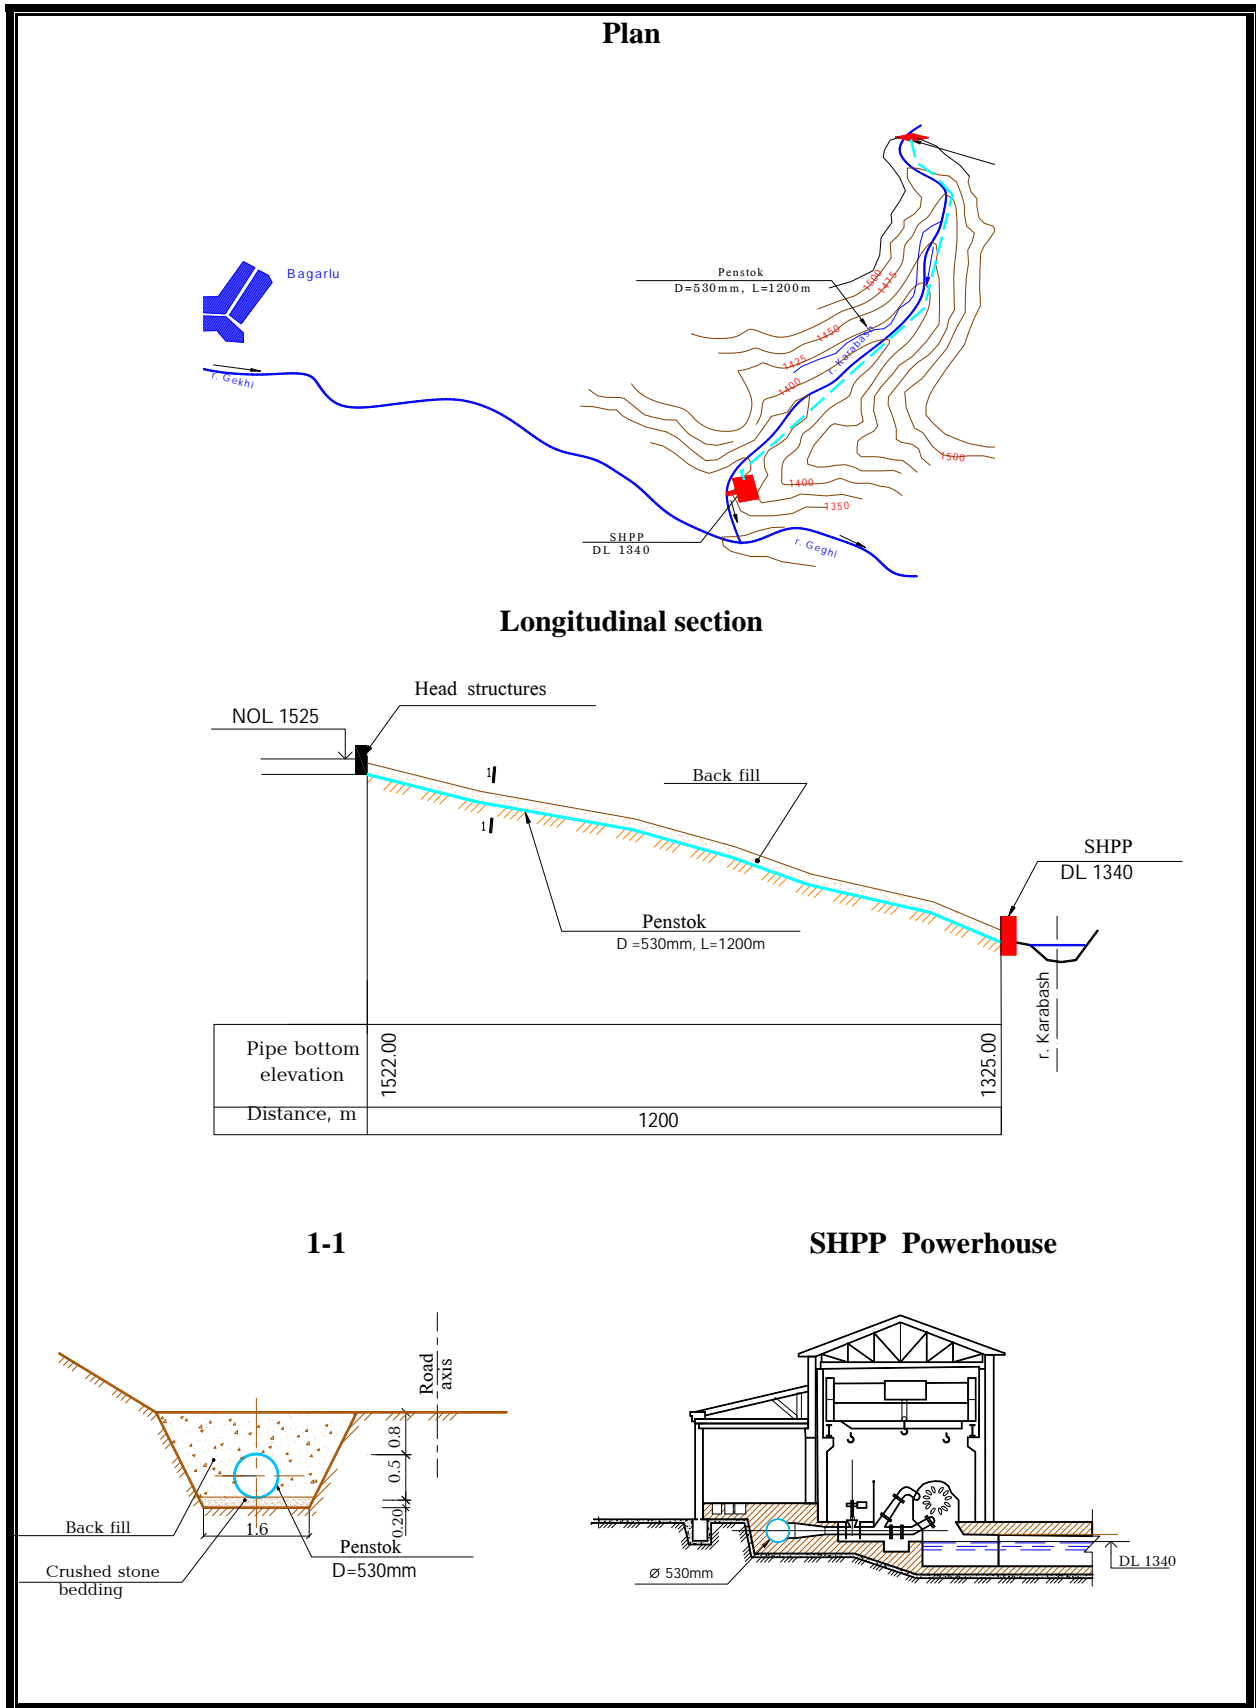 Plan
Bagarlu
Penstok
D=530mm, L=1200m
1500
1475
1450
1425
1400
r. Karabash
r. Gekhi
1500
1400
1350
SHPP
DL 1340
r. Geghi
Longitudinal section
Head structures
NOL 1525
1
Back fill
1
SHPP
DL 1340
Penstok
D =530mm, L=1200m
r. Karabash
Pipe bottom
elevation
1522.00
1325.00
Distance, m
1200
1-1
SHPP Powerhouse
Road
axis
0.8
0.5
0.20
1.6
Back fill
Penstok
D=530mm
Crushed stone
bedding
Ø 530mm
DL 1340